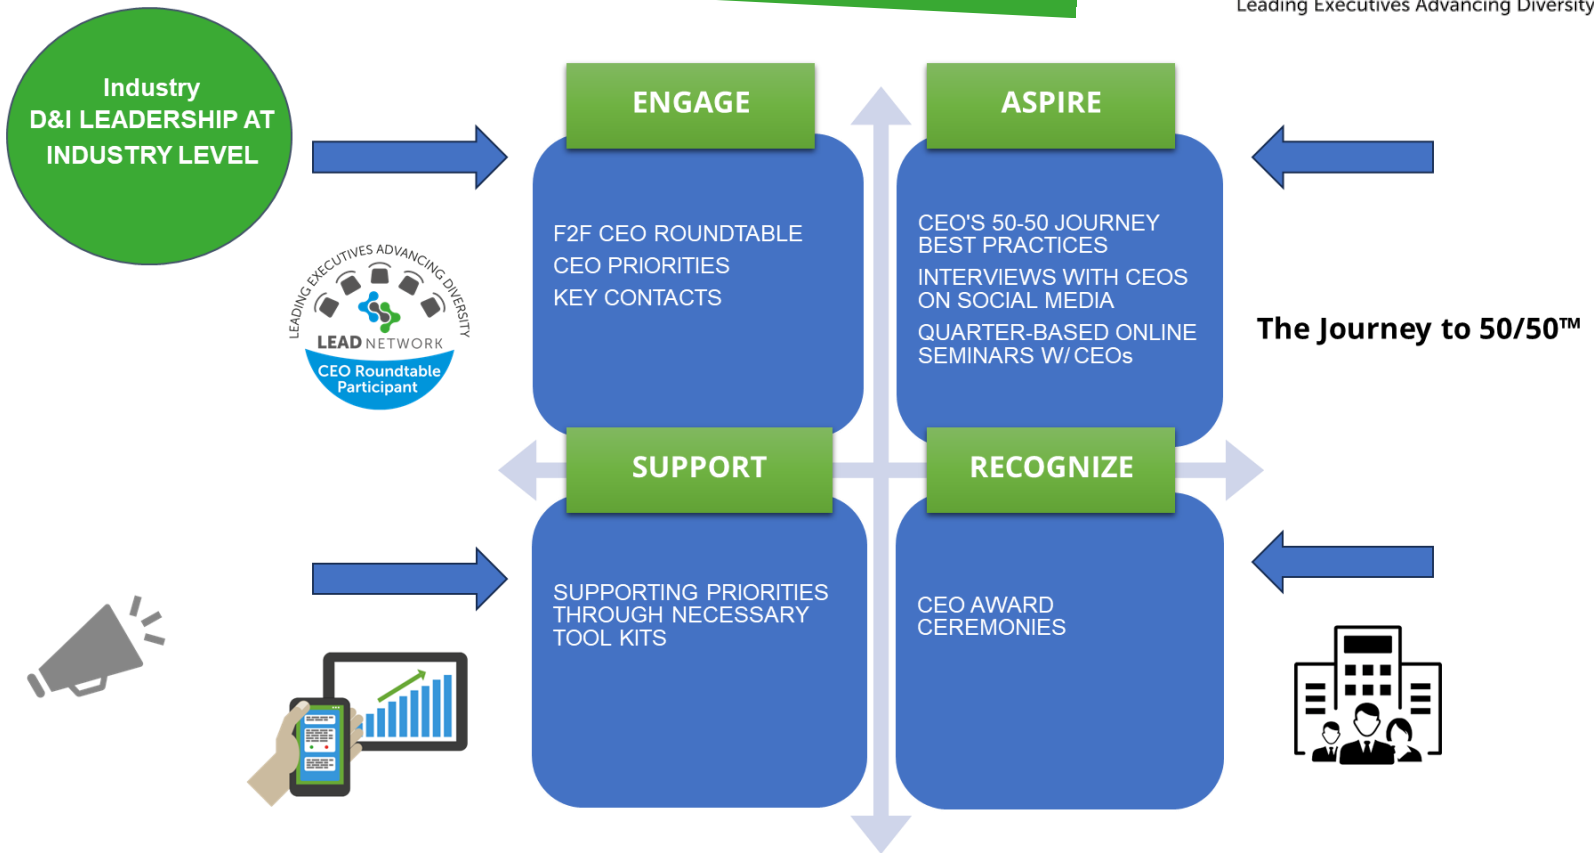 Leading Executives Advancing Diversity
Industry
D&I LEADERSHIP AT
INDUSTRY LEVEL
ENGAGE
F2F CEO ROUNDTABLE
CEO PRIORITIES
KEY CONTACTS
ASPIRE
CEO'S 50-50 JOURNEY
BEST PRACTICES
INTERVIEWS WITH CEOS
ON SOCIAL MEDIA
QUARTER-BASED ONLINE
SEMINARS W/ CEOs
LEADING EXECUTIVES ADVANCING DIVERSITY
LEAD NETWORK
CEO Roundtable
Participant
The Journey to 50/50™
SUPPORT
SUPPORTING PRIORITIES
THROUGH NECESSARY
TOOL KITS
RECOGNIZE
CEO AWARD
CEREMONIES